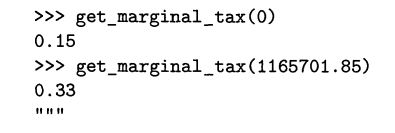 >>> get_marginal_tax(0)
0.15
>>> get_marginal_tax(1165701.85)
0.33
"""